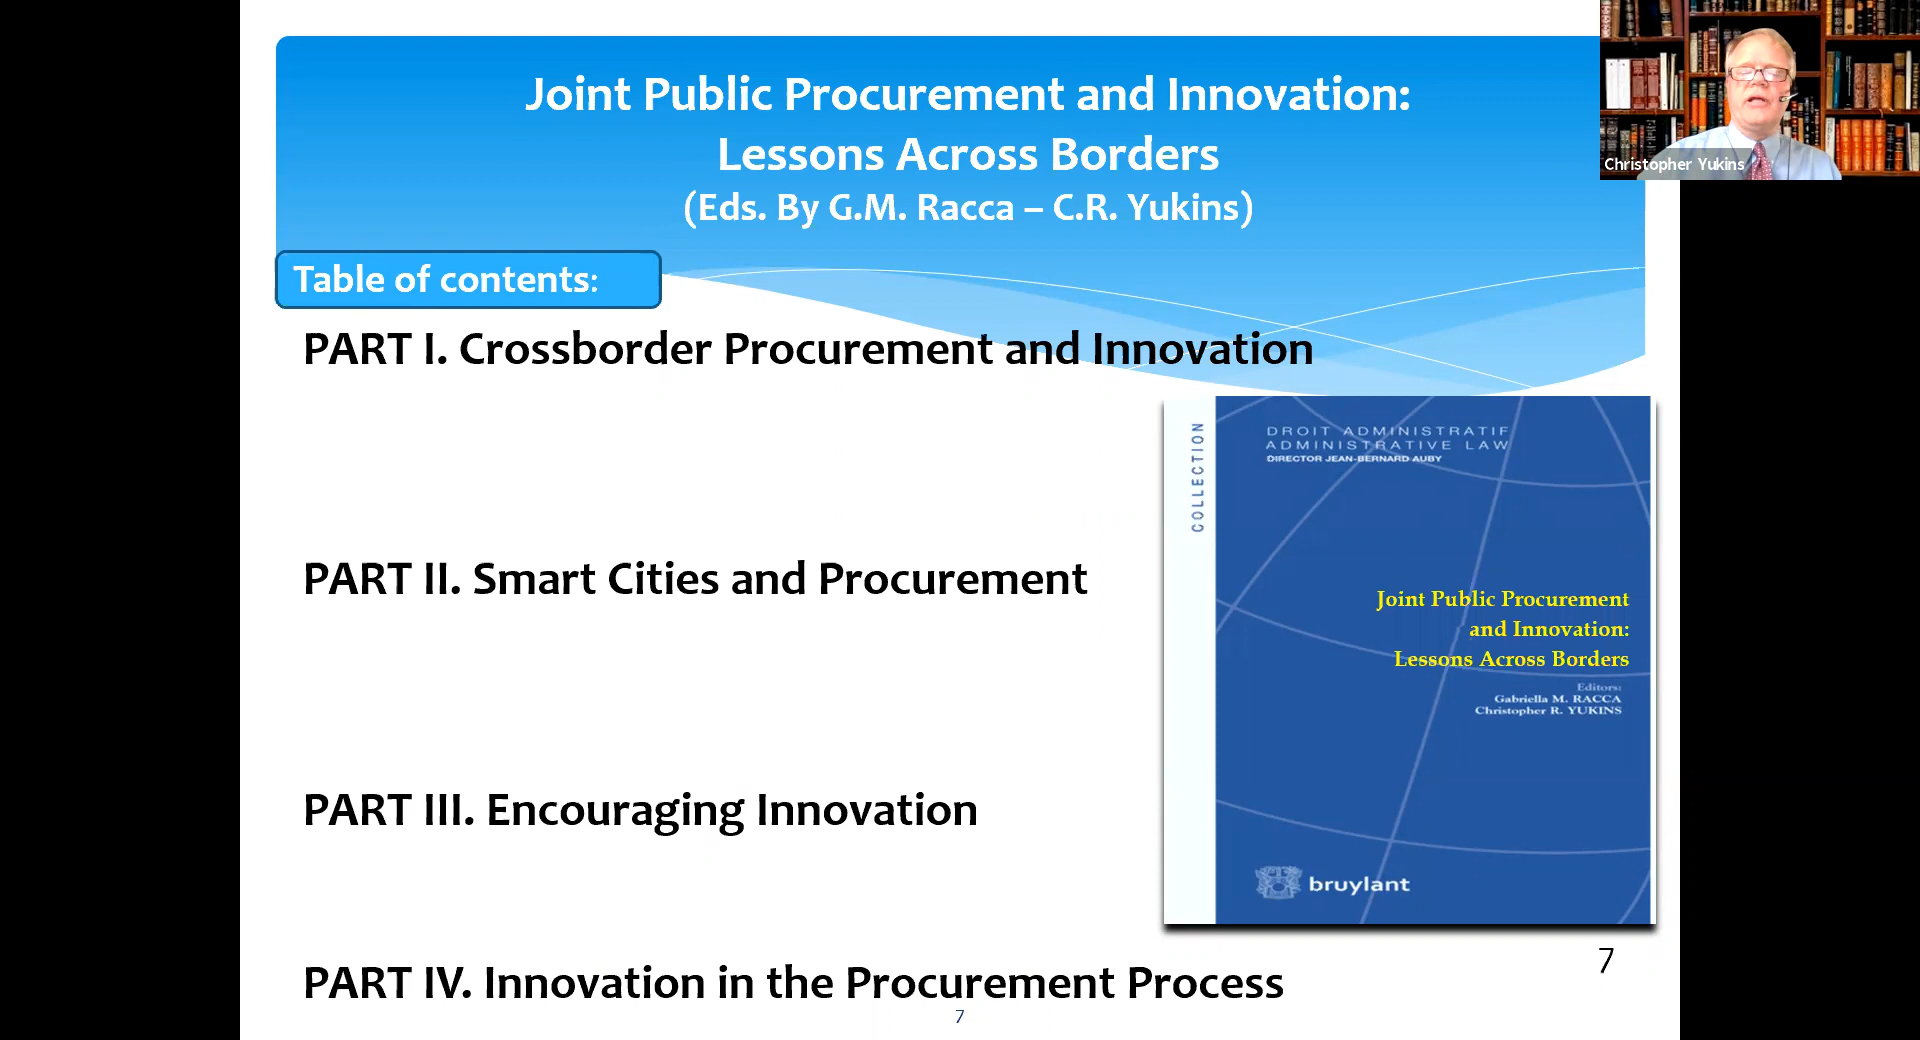 Joint Public Procurement and Innovation:
Lessons Across Borders
(Eds. By G.M. Racca – C.R. Yukins)
Christopher Yukins
Table of contents:
PART I. Crossborder Procurement and Innovation
PART II. Smart Cities and Procurement
PART III. Encouraging Innovation
PART IV. Innovation in the Procurement Process
COLLECTION
DROIT ADMINISTRATIF
ADMINISTRATIVE LAW
DIRECTOR JEAN-BERNARD AUBY
Joint Public Procurement
and Innovation:
Lessons Across Borders
Editors:
Gabriella M. RACCA
Christopher R. YUKINS
bruylant
7
7